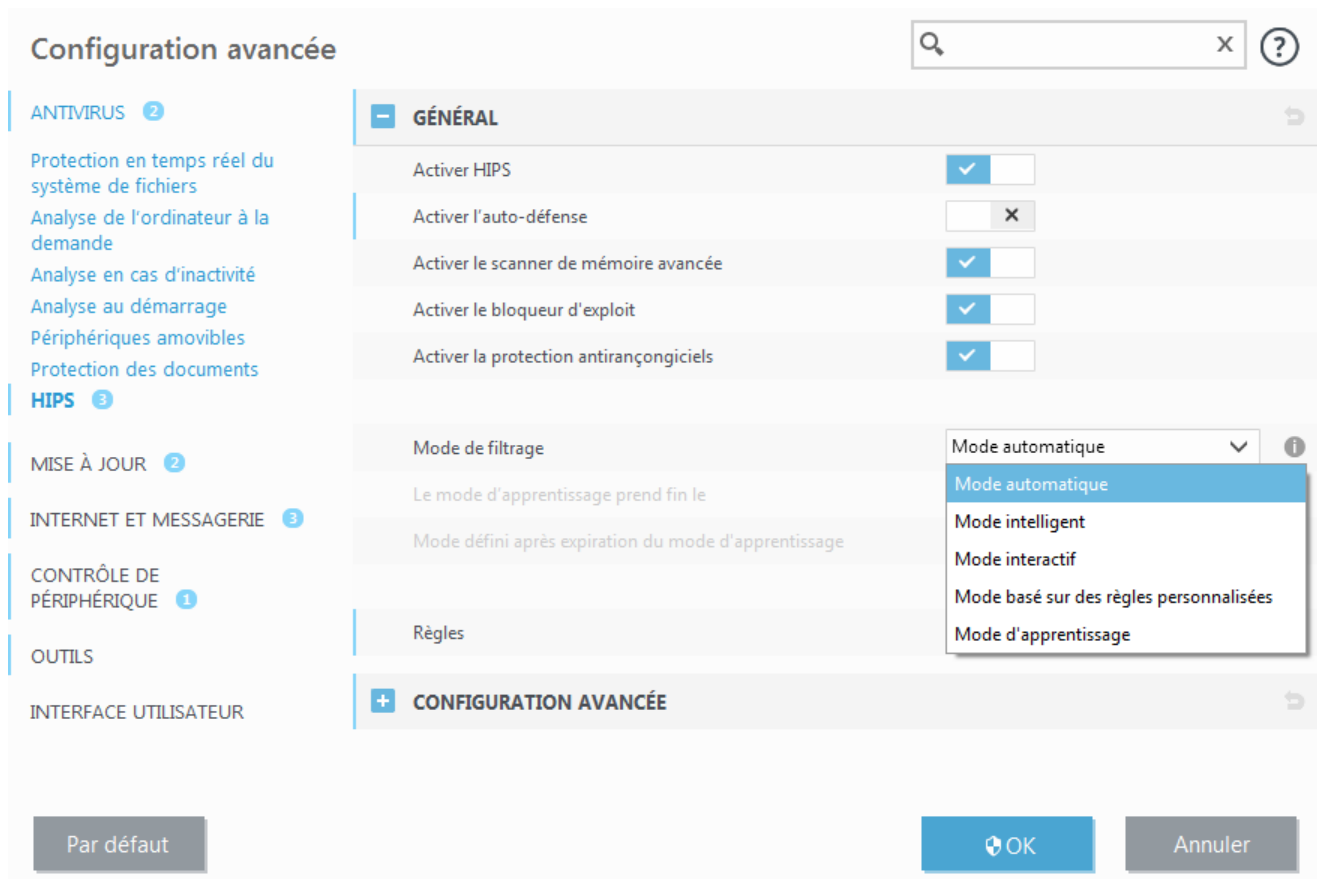 Configuration avancée
X
?
ANTIVIRUS 2
Protection en temps réel du
système de fichiers
Analyse de l'ordinateur à la
demande
Analyse en cas d'inactivité
Analyse au démarrage
Périphériques amovibles
Protection des documents
HIPS 3
MISE À JOUR 2
INTERNET ET MESSAGERIE 3
CONTRÔLE DE
PÉRIPHÉRIQUE 1
OUTILS
INTERFACE UTILISATEUR
GÉNÉRAL
Activer HIPS
Activer l'auto-défense
Activer le scanner de mémoire avancée
Activer le bloqueur d'exploit
Activer la protection antirançongiciels
Mode de filtrage
Mode automatique
i
Le mode d'apprentissage prend fin le
Mode défini après expiration du mode d'apprentissage
Mode automatique
Mode intelligent
Mode interactif
Mode basé sur des règles personnalisées
Mode d'apprentissage
Règles
CONFIGURATION AVANCÉE
Par défaut
OK
Annuler